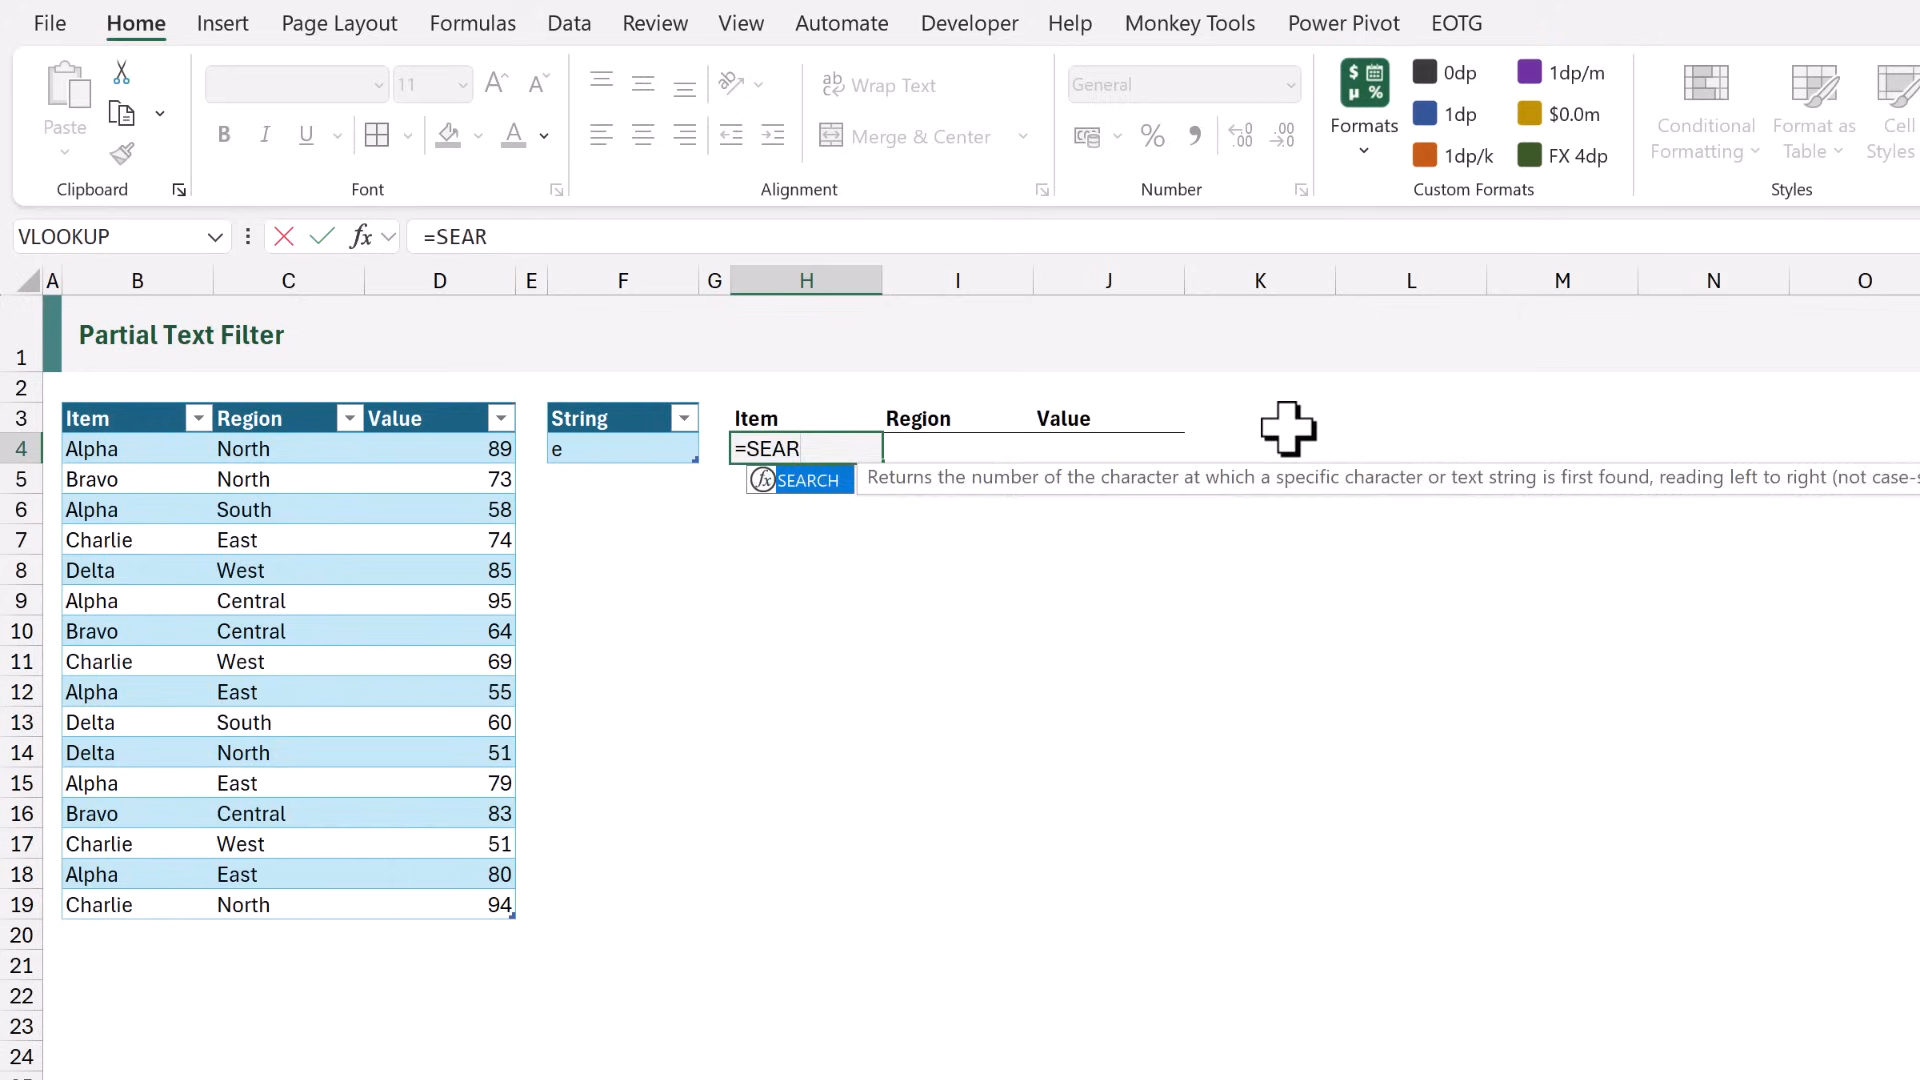 File Home Insert Page Layout Formulas Data Review View Automate Developer Help Monkey Tools Power Pivot EOTG
Paste
11
Wrap Text
Merge & Center
General
Formats
0dp
1dp
1dp/k
1dp/m
$0.0m
FX 4dp
Conditional Formatting
Format as Table
Cell Styles
Clipboard Font Alignment Number Custom Formats Styles
VLOOKUP fx =SEAR
A B C D E F G H I J K L M N O
1 Partial Text Filter
2
3 Item Region Value String Item Region Value
4 Alpha North 89 e =SEAR
SEARCH Returns the number of the character at which a specific character or text string is first found, reading left to right (not case-s
5 Bravo North 73
6 Alpha South 58
7 Charlie East 74
8 Delta West 85
9 Alpha Central 95
10 Bravo Central 64
11 Charlie West 69
12 Alpha East 55
13 Delta South 60
14 Delta North 51
15 Alpha East 79
16 Bravo Central 83
17 Charlie West 51
18 Alpha East 80
19 Charlie North 94
20
21
22
23
24